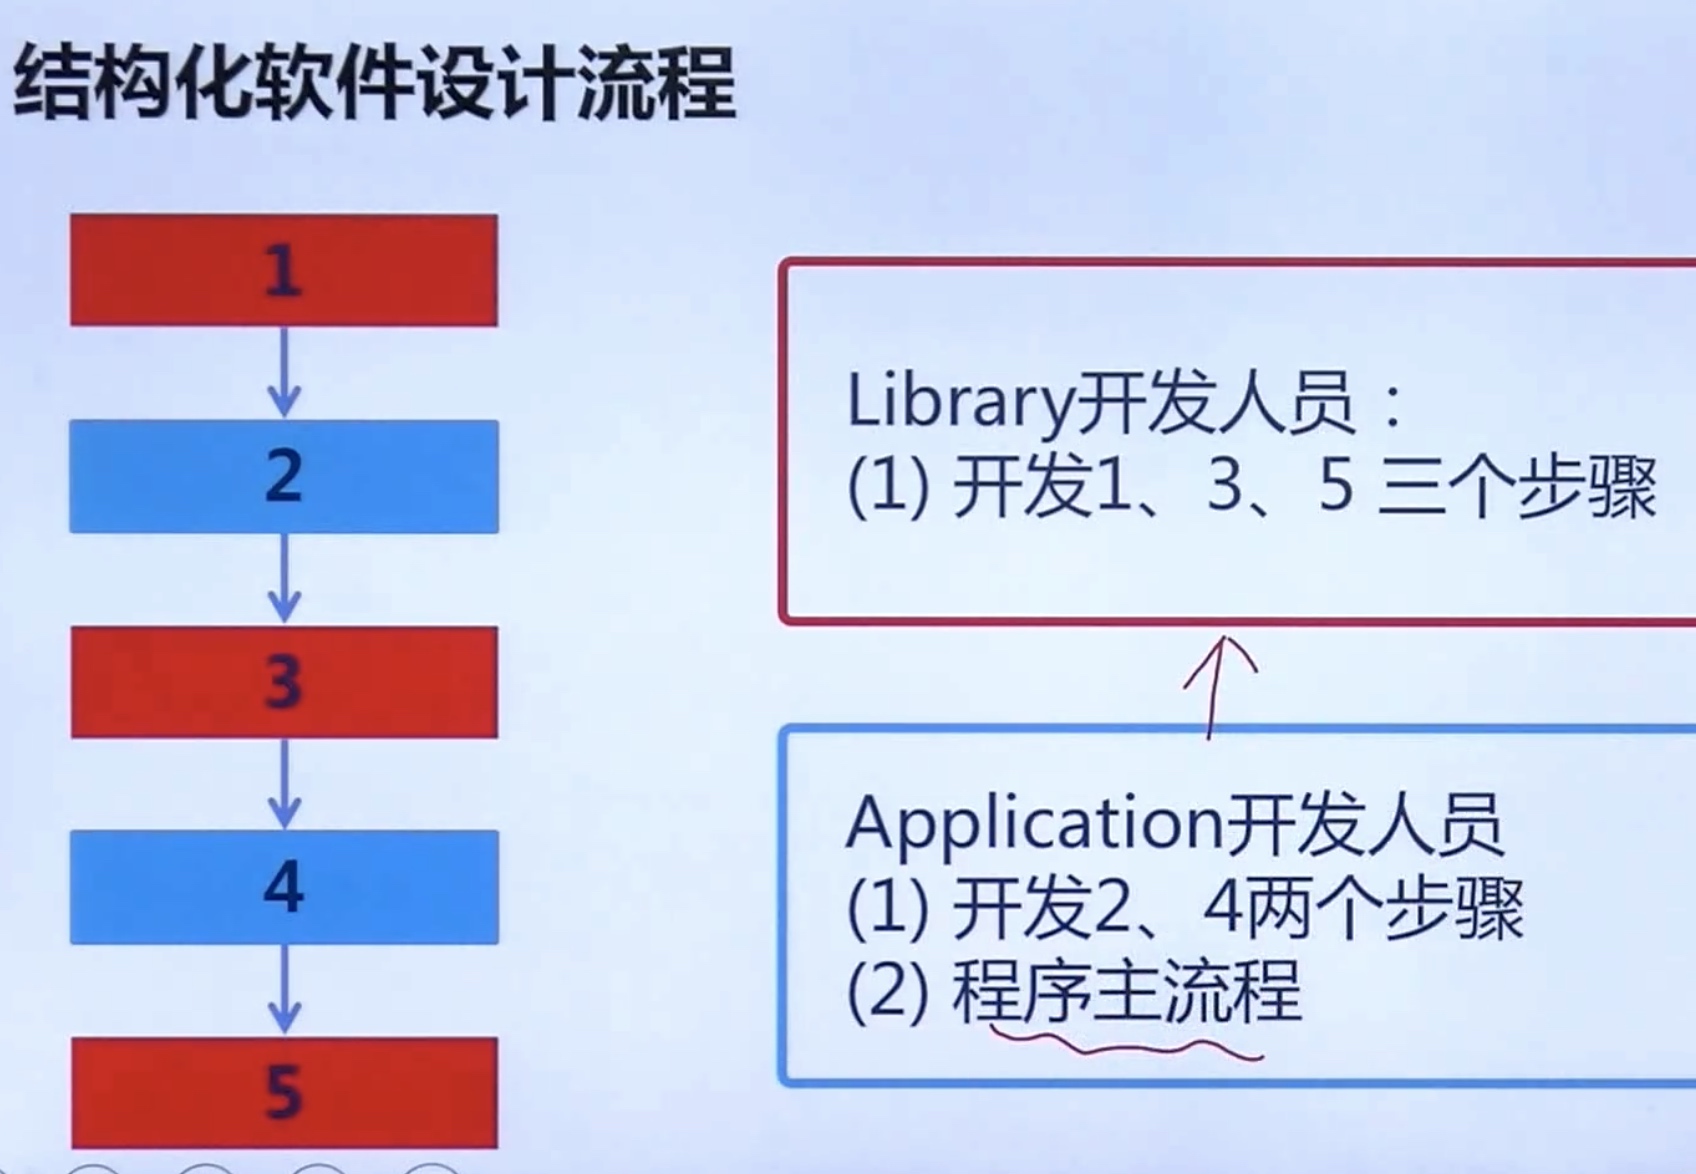 结构化软件设计流程
1
2
3
4
5
Library开发人员：
(1) 开发1、3、5 三个步骤
Application开发人员
(1) 开发2、4两个步骤
(2) 程序主流程